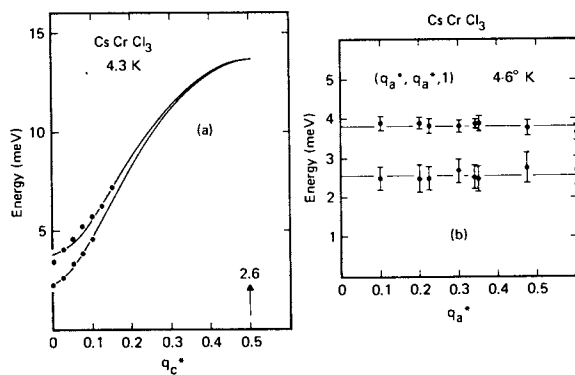 Cs Cr Cl3
4.3 K
(a)
2.6
Energy (meV)
15
10
5
0 0.1 0.2 0.3 0.4 0.5
qc*
Cs Cr Cl3
(qa*, qa*, 1) 4·6° K
(b)
Energy (meV)
5
4
3
2
1
0 0.1 0.2 0.3 0.4 0.5
qa*